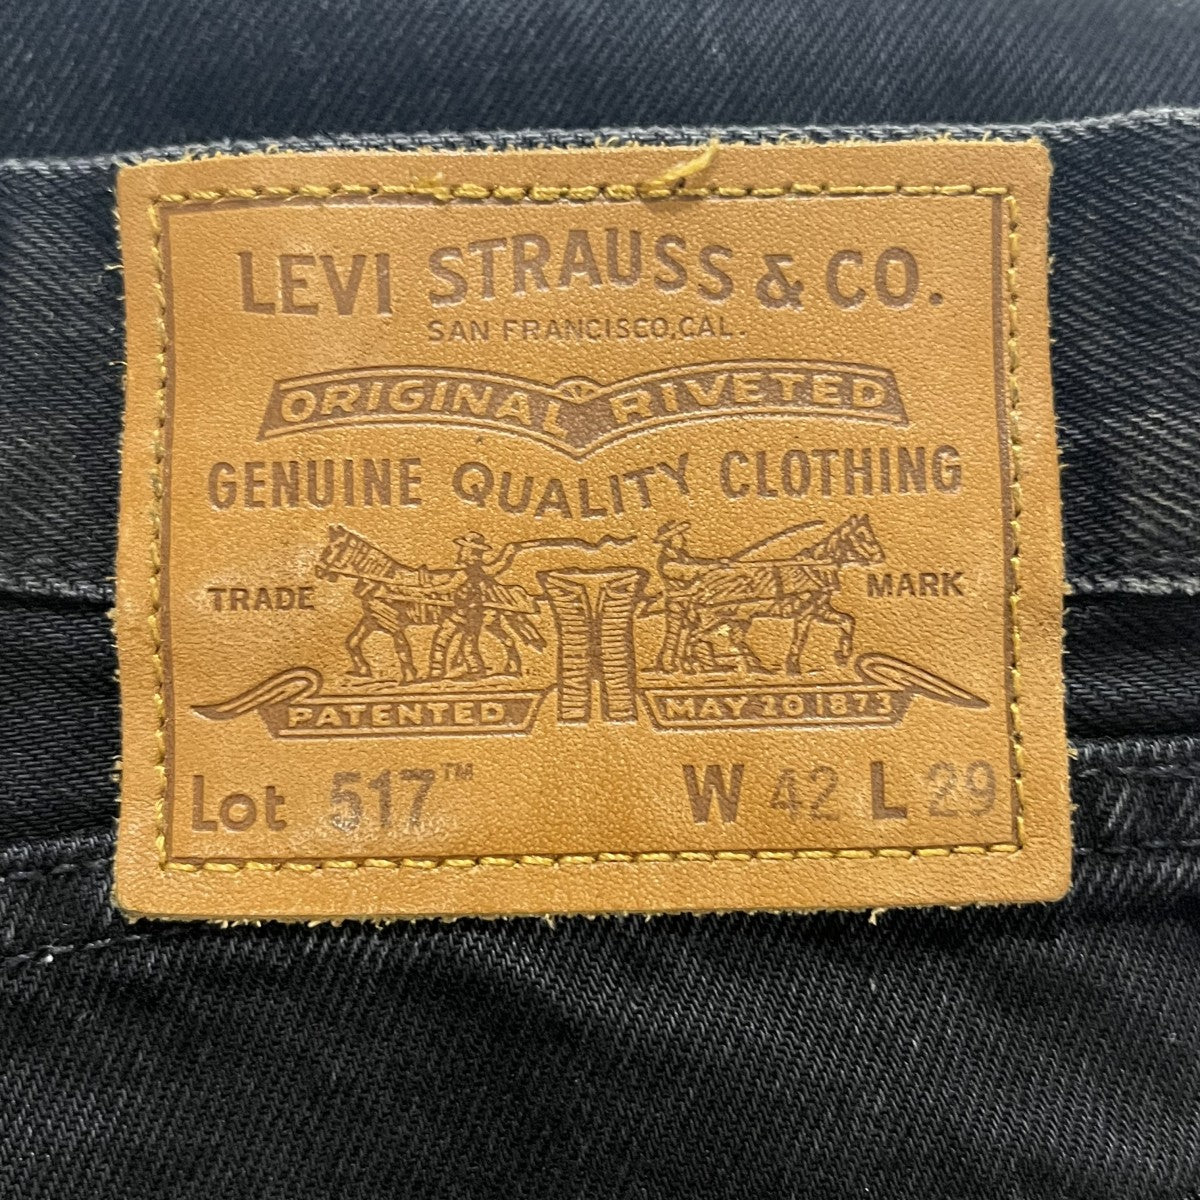 LEVI STRAUSS & CO.
SAN FRANCISCO, CAL.
ORIGINAL RIVETED
GENUINE QUALITY CLOTHING
TRADE MARK
PATENTED MAY 20 1873
Lot 517™ W 42 L 29